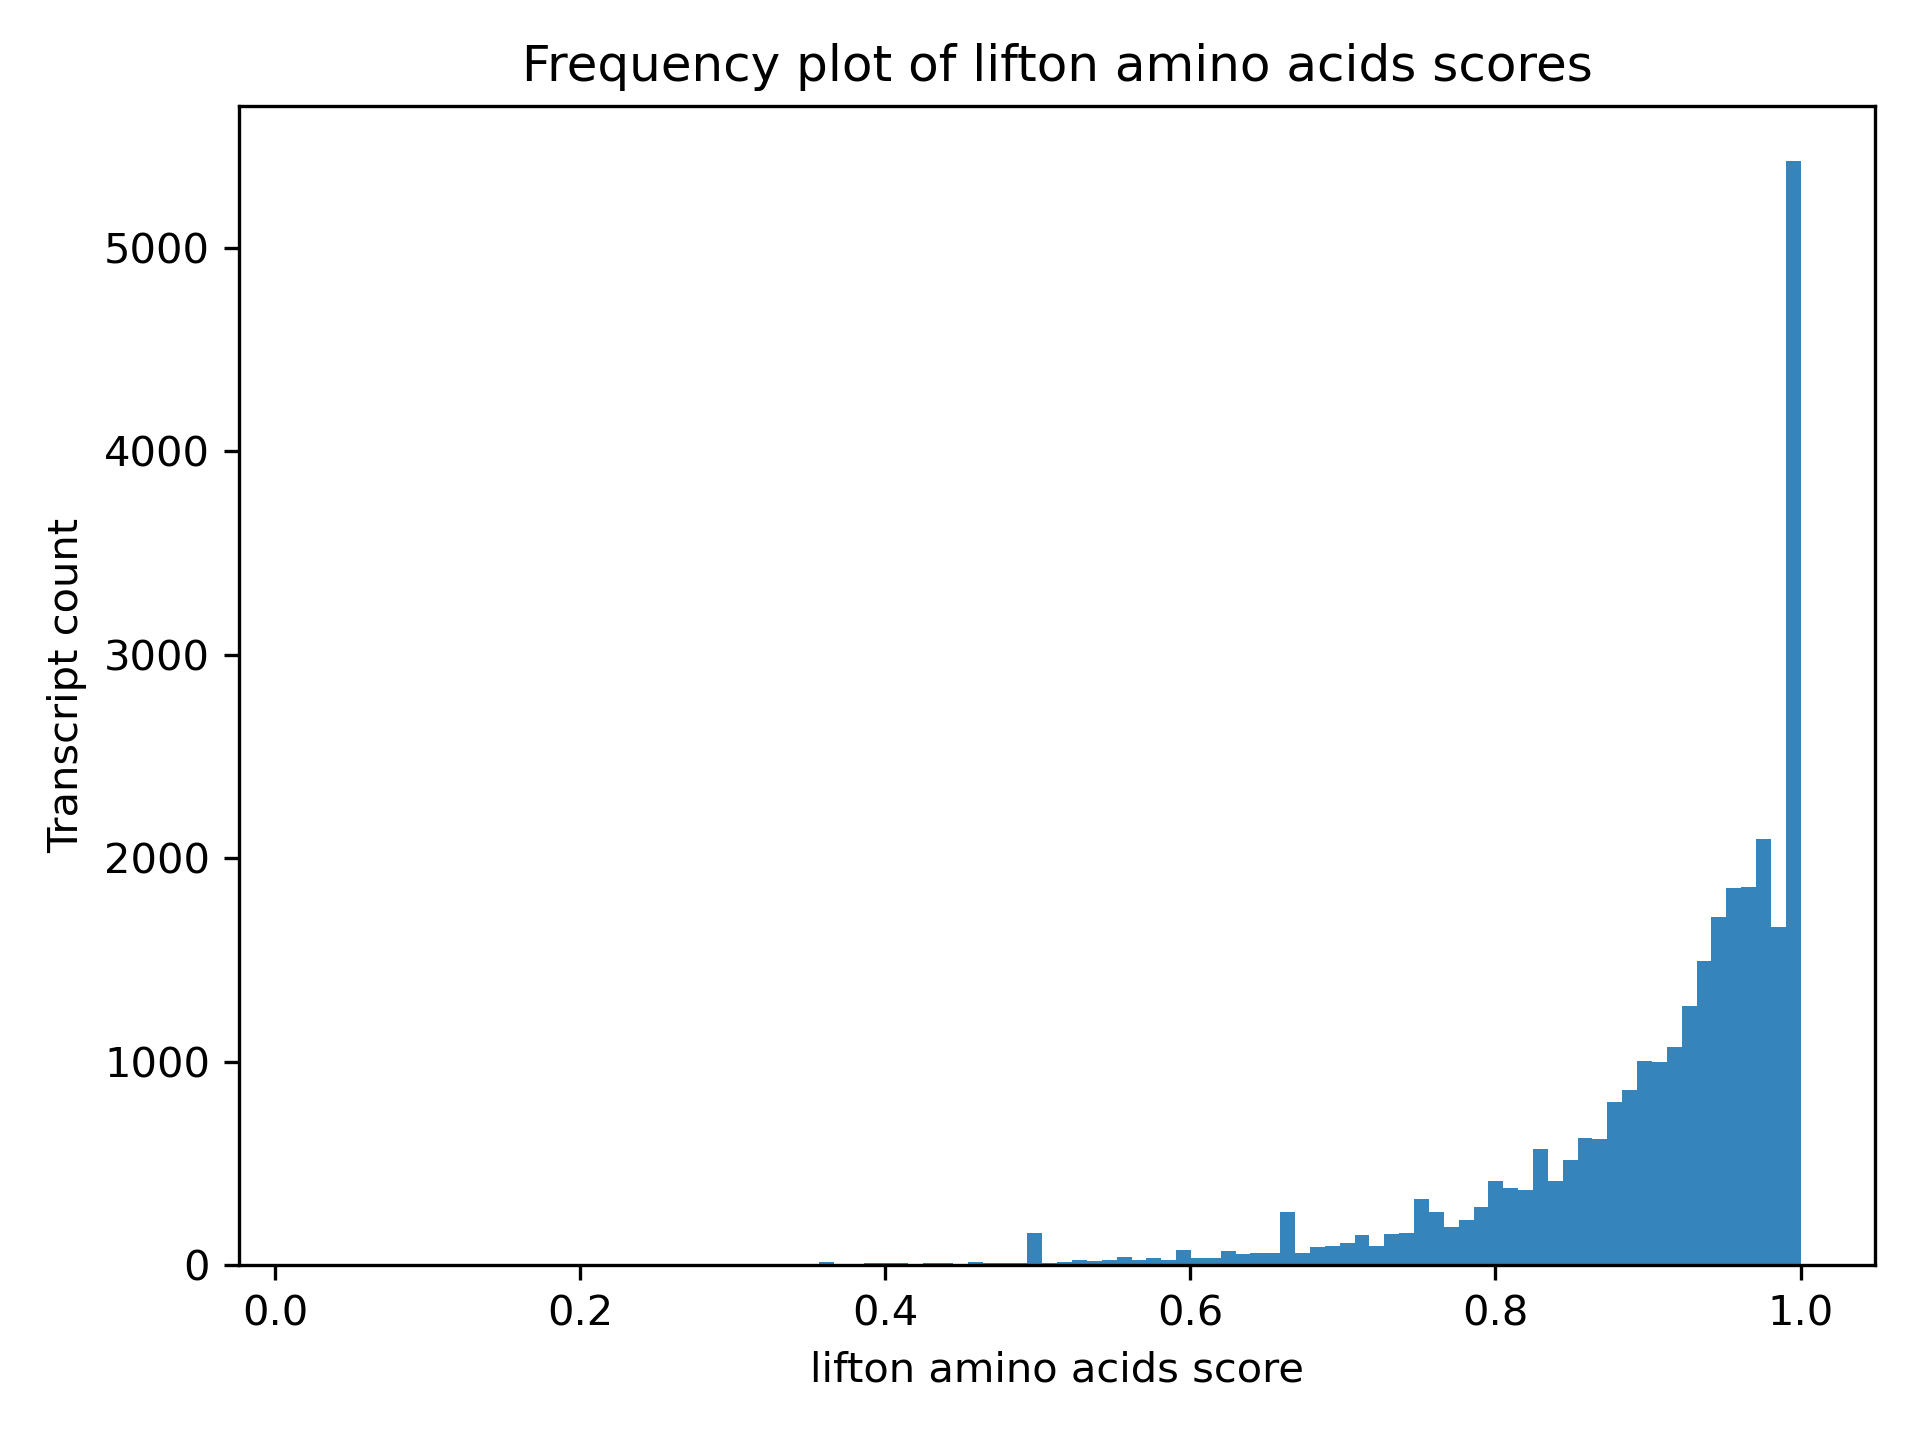 Frequency plot of lifton amino acids scores
Transcript count
5000
4000
3000
2000
1000
0
0.0 0.2 0.4 0.6 0.8 1.0
lifton amino acids score